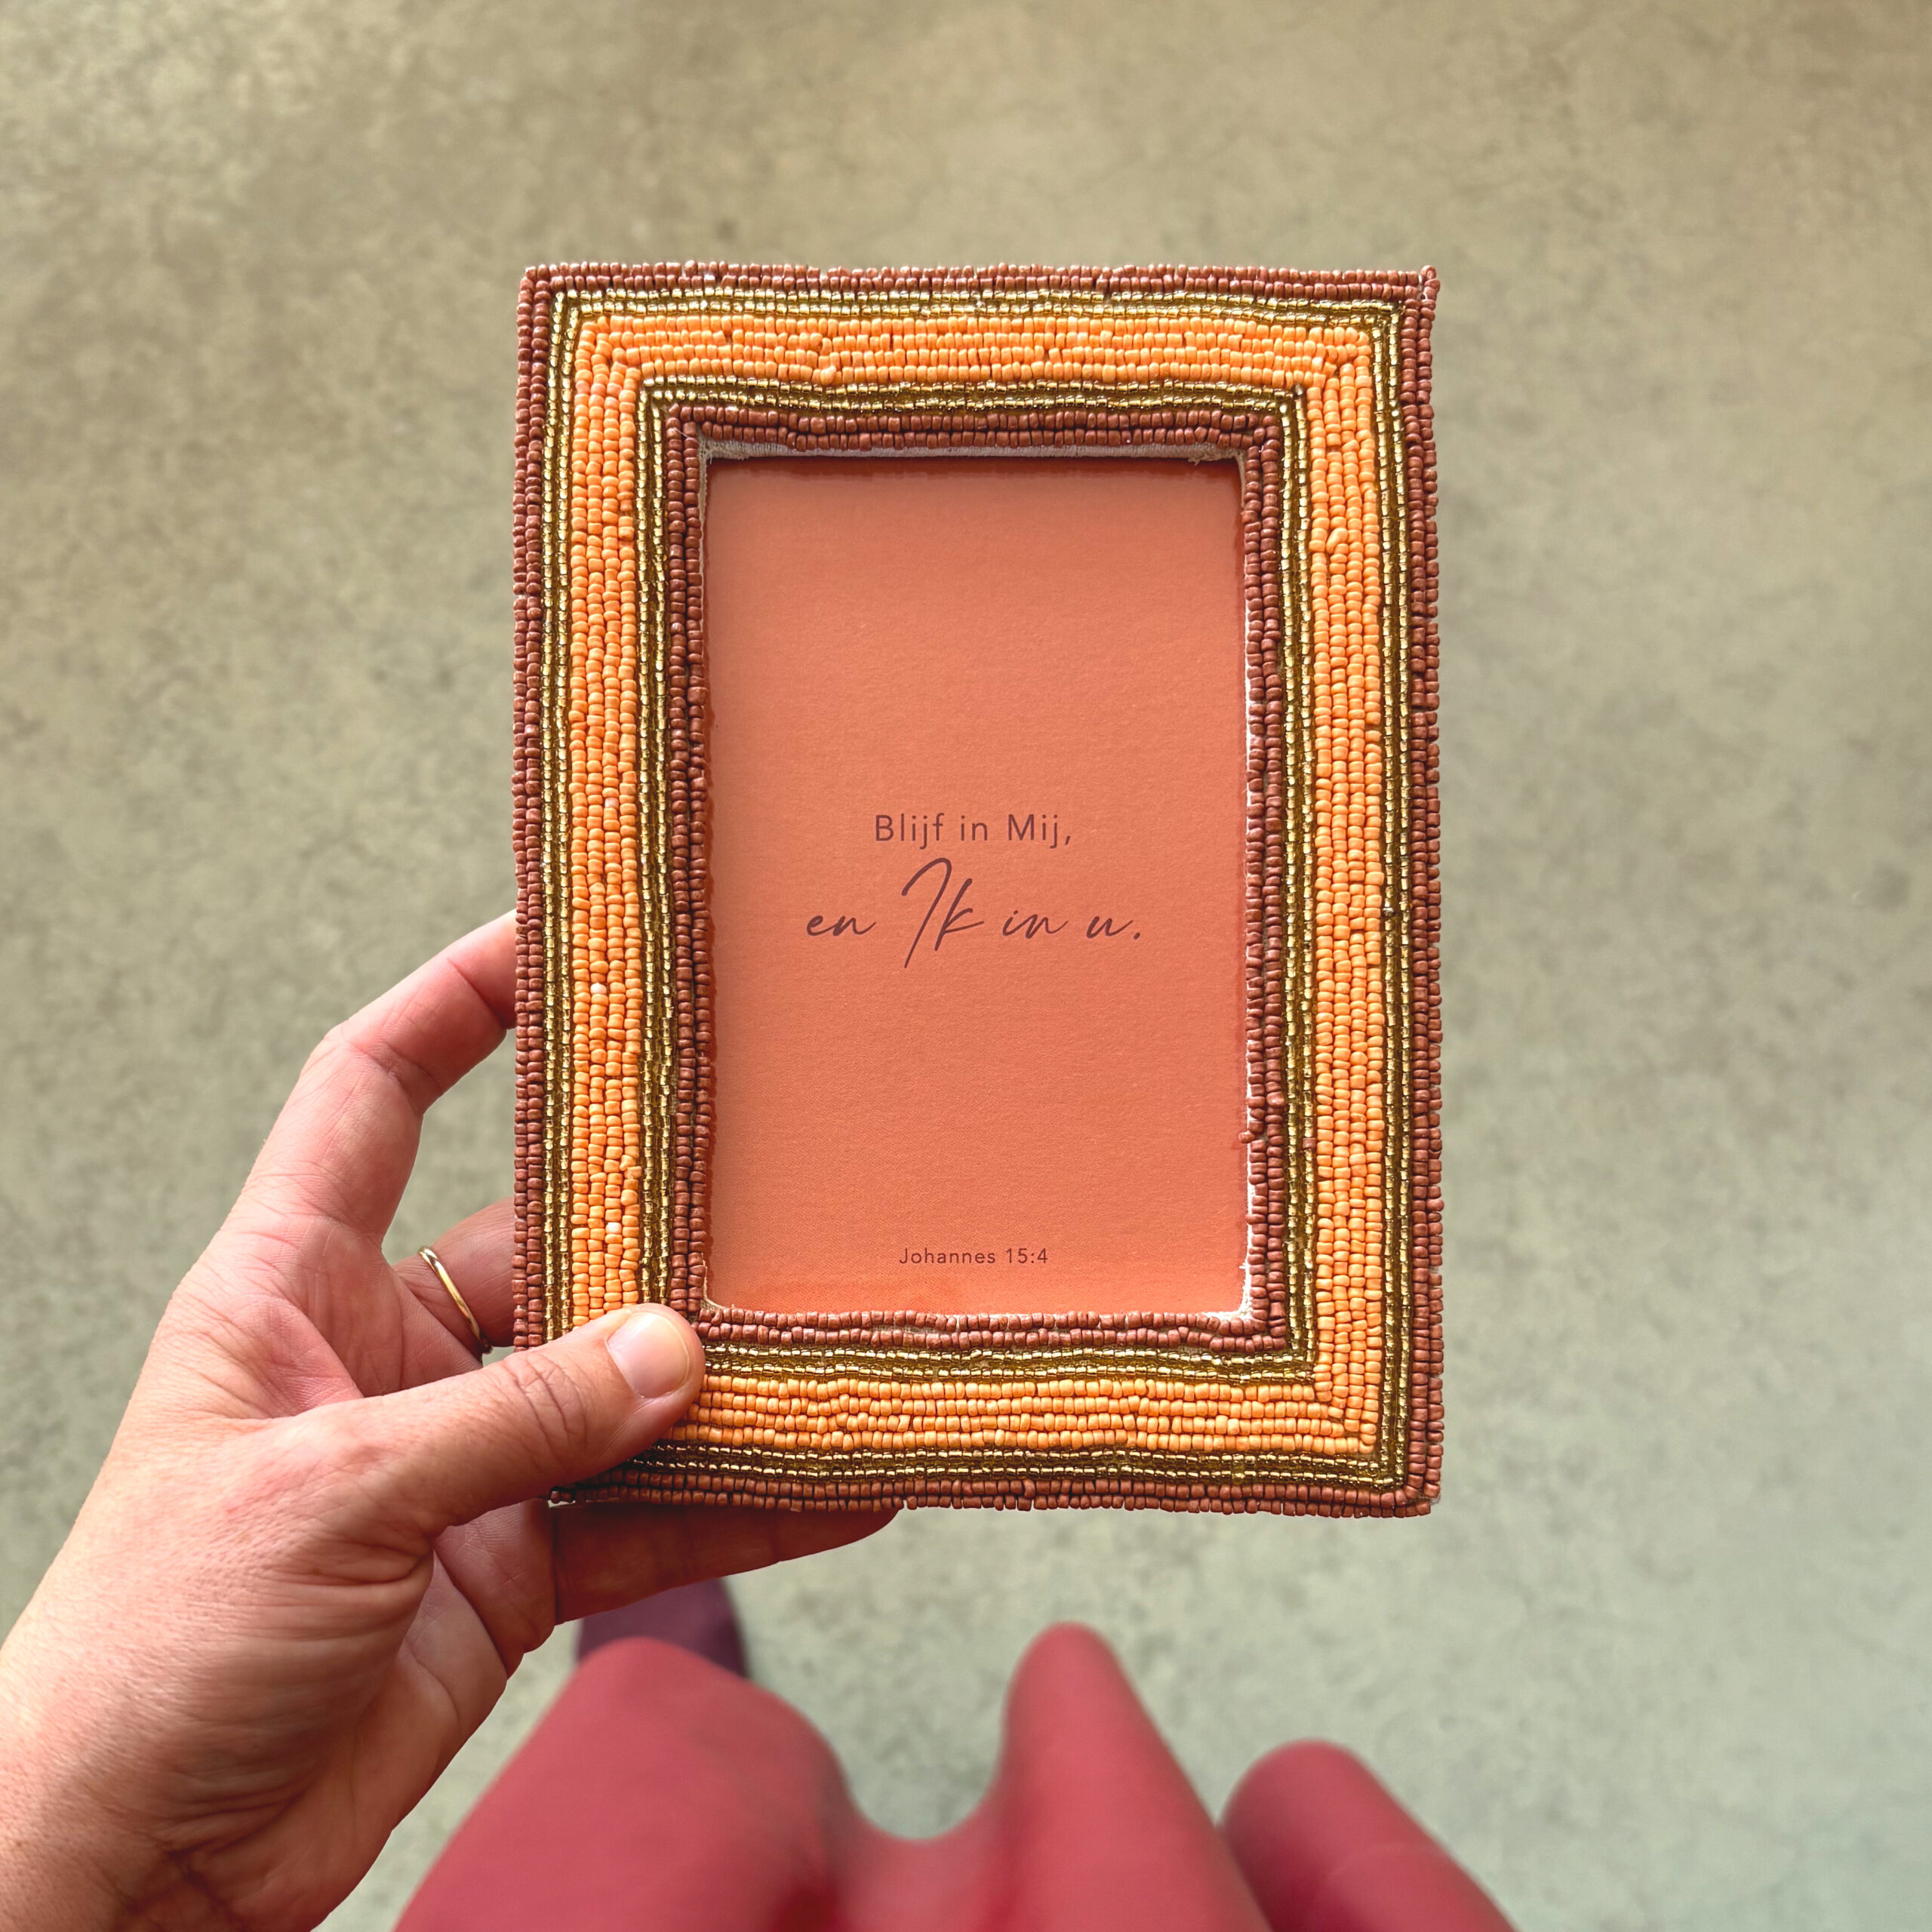 Blijf in Mij,
en Ik in u.
Johannes 15:4